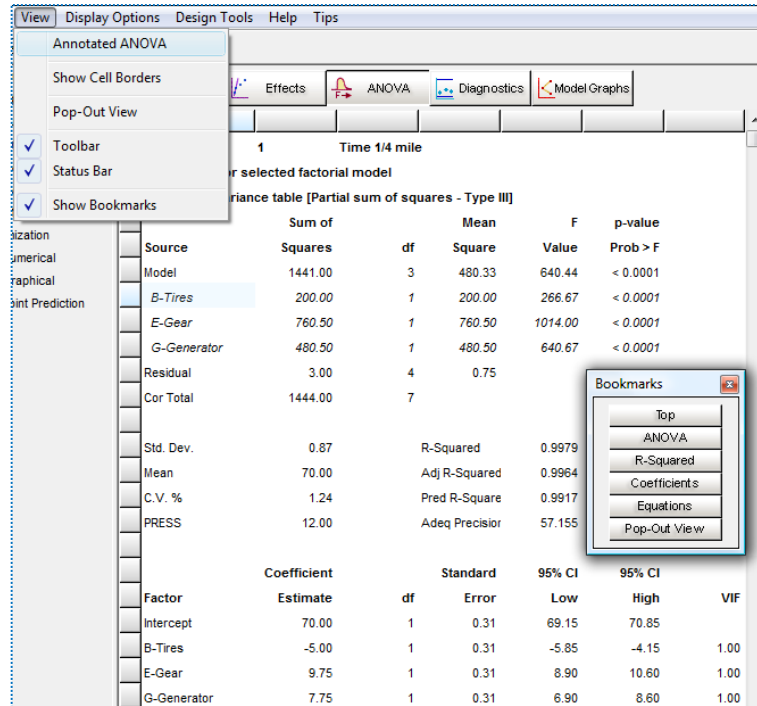 View Display Options Design Tools Help Tips
Annotated ANOVA
Show Cell Borders
Pop-Out View
Toolbar
Status Bar
Show Bookmarks
Effects F ANOVA Diagnostics Model Graphs
1 Time 1/4 mile
r selected factorial model
riance table [Partial sum of squares - Type III]
Sum of Mean F p-value
Source Squares df Square Value Prob > F
Model 1441.00 3 480.33 640.44 < 0.0001
B-Tires 200.00 1 200.00 266.67 < 0.0001
E-Gear 760.50 1 760.50 1014.00 < 0.0001
G-Generator 480.50 1 480.50 640.67 < 0.0001
Residual 3.00 4 0.75
Cor Total 1444.00 7
ization
umerical
raphical
oint Prediction
Bookmarks
Top
ANOVA
R-Squared
Coefficients
Equations
Pop-Out View
Std. Dev. 0.87 R-Squared 0.9979
Mean 70.00 Adj R-Squared 0.9964
C.V. % 1.24 Pred R-Square 0.9917
PRESS 12.00 Adeq Precisior 57.155
Coefficient Standard 95% CI 95% CI
Factor Estimate df Error Low High VIF
Intercept 70.00 1 0.31 69.15 70.85
B-Tires -5.00 1 0.31 -5.85 -4.15 1.00
E-Gear 9.75 1 0.31 8.90 10.60 1.00
G-Generator 7.75 1 0.31 6.90 8.60 1.00